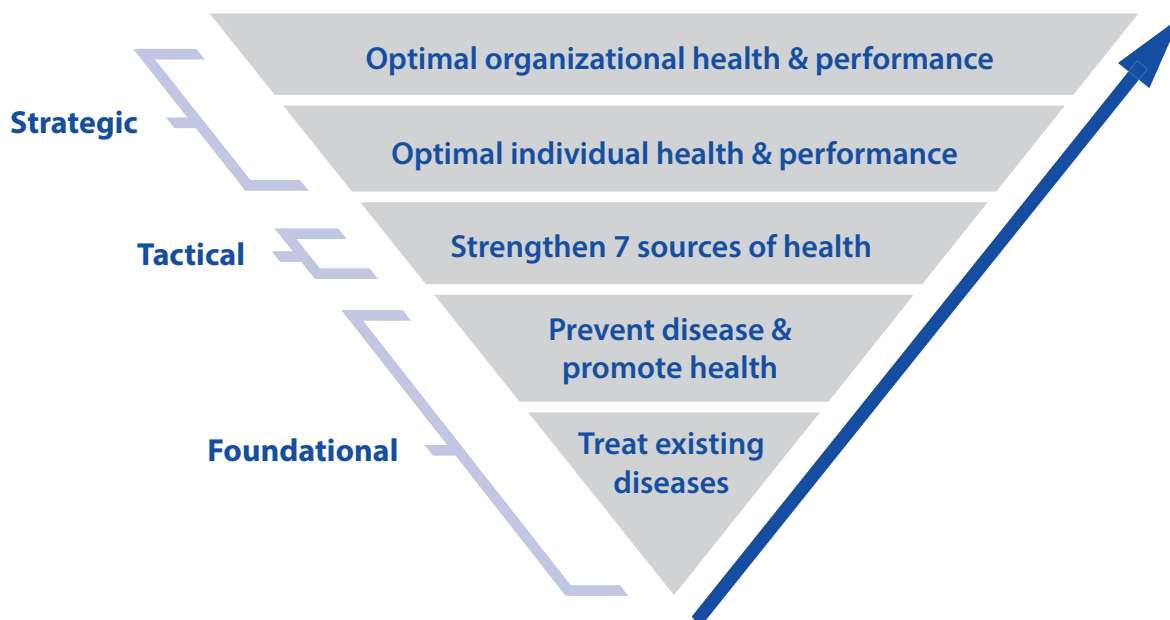 Optimal organizational health & performance
Strategic
Optimal individual health & performance
Tactical
Strengthen 7 sources of health
Prevent disease &
promote health
Foundational
Treat existing
diseases